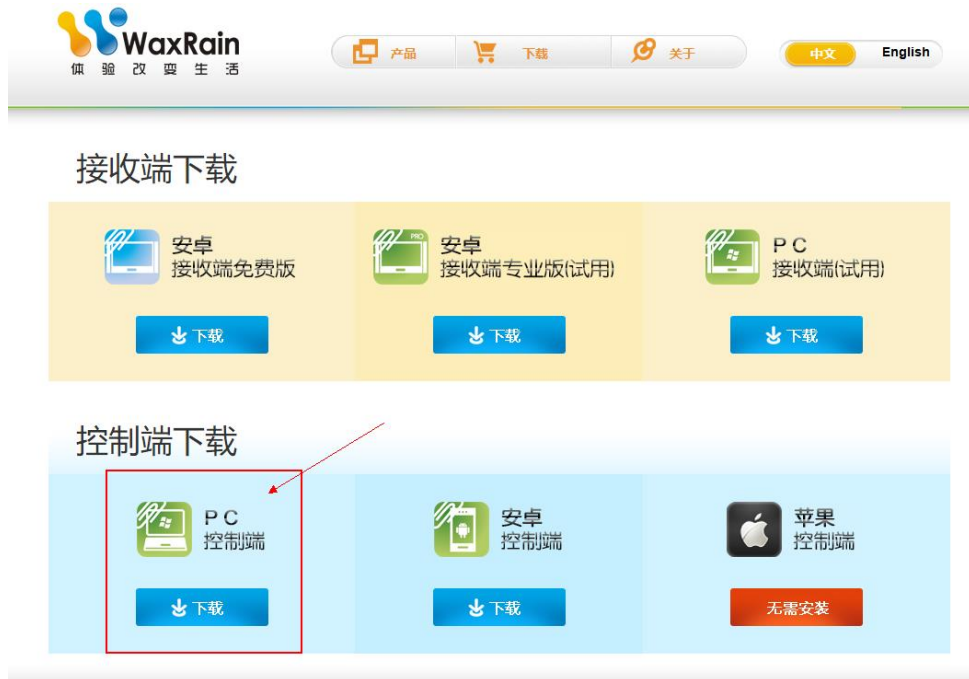 WaxRain
体验改变生活
产品
下载
关于
中文
English
接收端下载
安卓
接收端免费版
下载
安卓
接收端专业版(试用)
PRO
下载
PC
接收端(试用)
下载
控制端下载
PC
控制端
下载
安卓
控制端
下载
苹果
控制端
无需安装